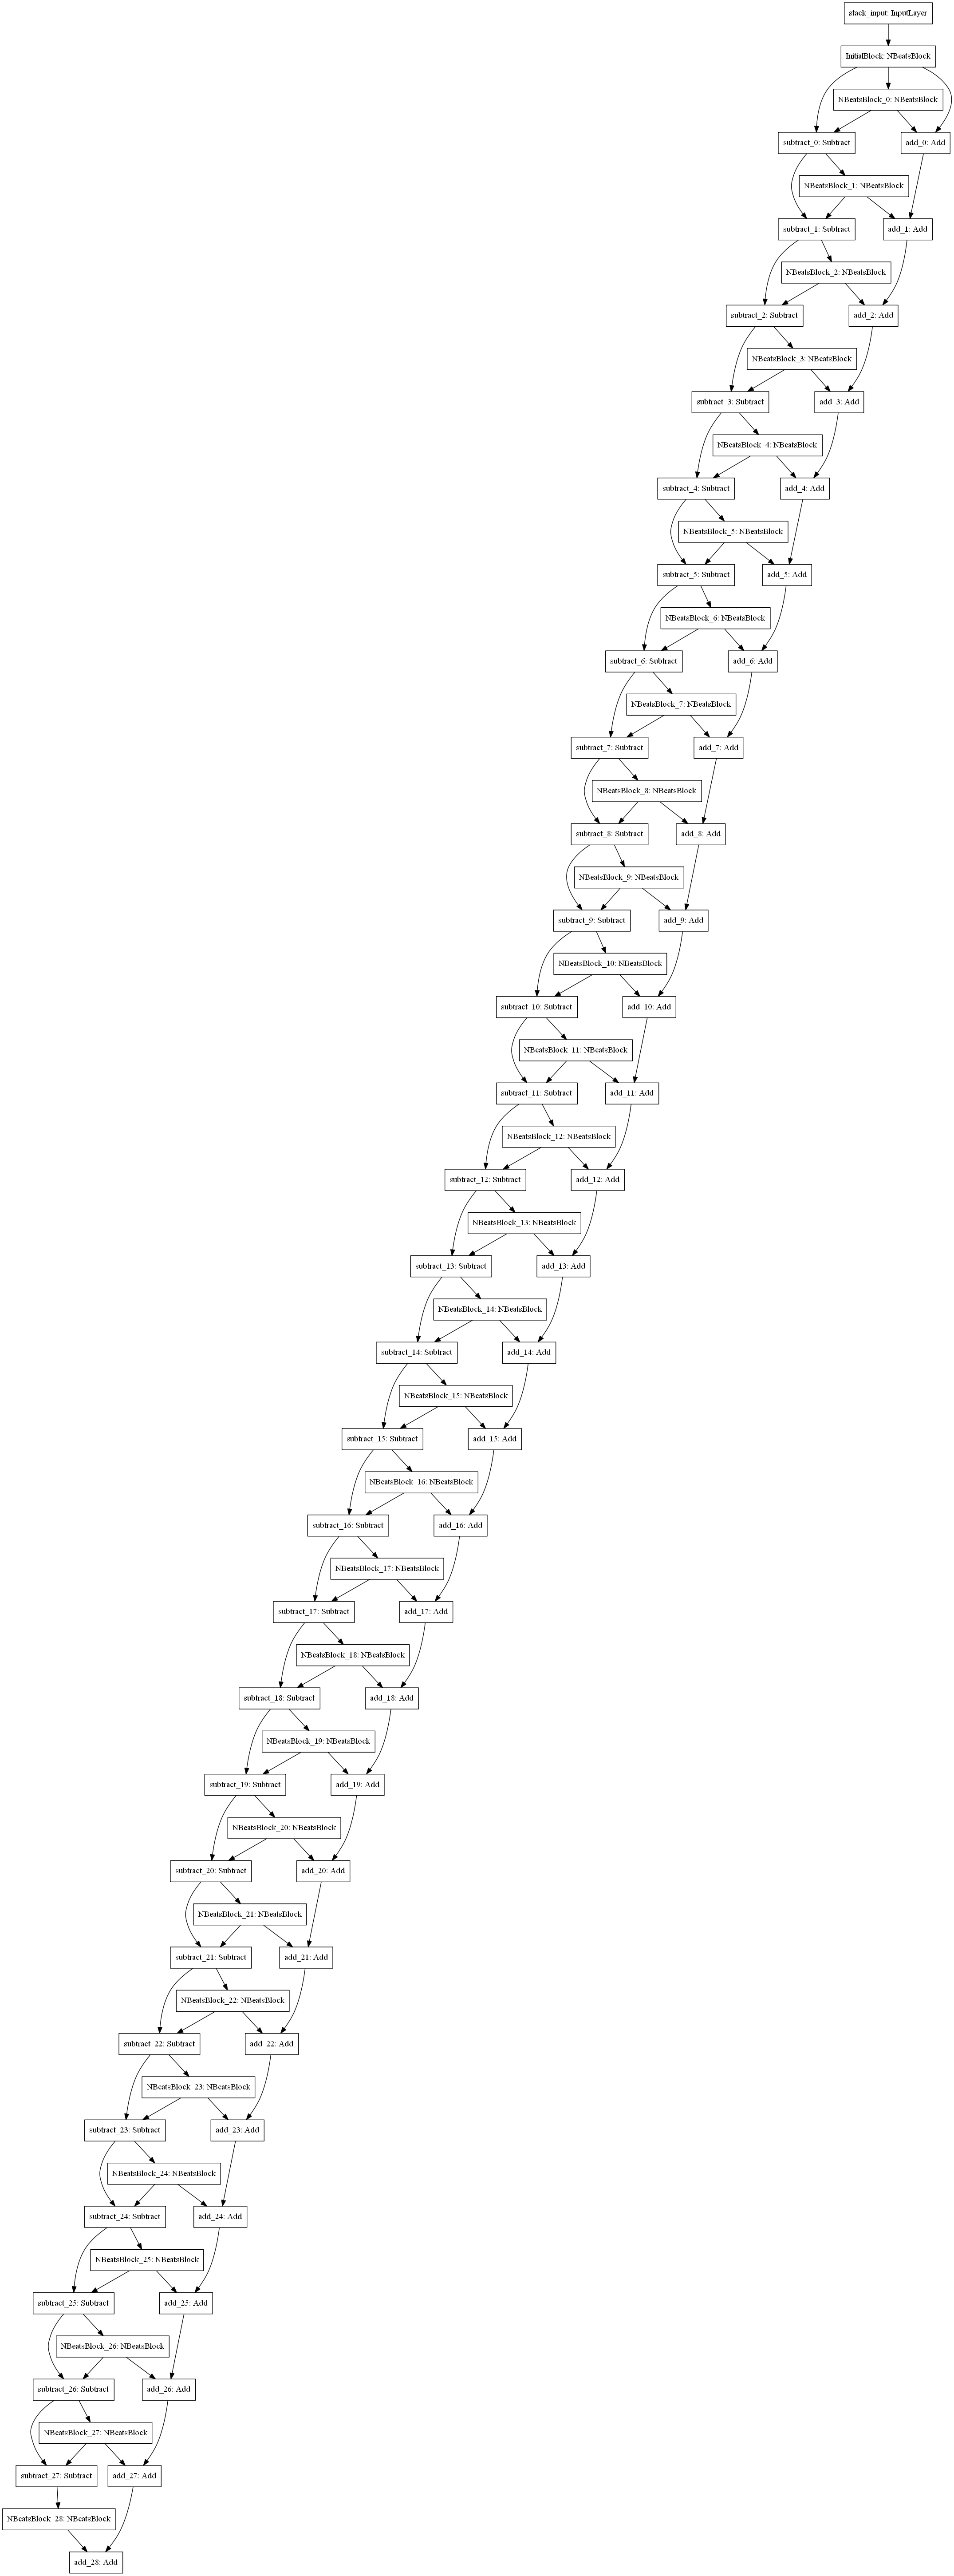 stack_input: InputLayer
InitialBlock: NBeatsBlock
NBeatsBlock_0: NBeatsBlock
subtract_0: Subtract
add_0: Add
NBeatsBlock_1: NBeatsBlock
subtract_1: Subtract
add_1: Add
NBeatsBlock_2: NBeatsBlock
subtract_2: Subtract
add_2: Add
NBeatsBlock_3: NBeatsBlock
subtract_3: Subtract
add_3: Add
NBeatsBlock_4: NBeatsBlock
subtract_4: Subtract
add_4: Add
NBeatsBlock_5: NBeatsBlock
subtract_5: Subtract
add_5: Add
NBeatsBlock_6: NBeatsBlock
subtract_6: Subtract
add_6: Add
NBeatsBlock_7: NBeatsBlock
subtract_7: Subtract
add_7: Add
NBeatsBlock_8: NBeatsBlock
subtract_8: Subtract
add_8: Add
NBeatsBlock_9: NBeatsBlock
subtract_9: Subtract
add_9: Add
NBeatsBlock_10: NBeatsBlock
subtract_10: Subtract
add_10: Add
NBeatsBlock_11: NBeatsBlock
subtract_11: Subtract
add_11: Add
NBeatsBlock_12: NBeatsBlock
subtract_12: Subtract
add_12: Add
NBeatsBlock_13: NBeatsBlock
subtract_13: Subtract
add_13: Add
NBeatsBlock_14: NBeatsBlock
subtract_14: Subtract
add_14: Add
NBeatsBlock_15: NBeatsBlock
subtract_15: Subtract
add_15: Add
NBeatsBlock_16: NBeatsBlock
subtract_16: Subtract
add_16: Add
NBeatsBlock_17: NBeatsBlock
subtract_17: Subtract
add_17: Add
NBeatsBlock_18: NBeatsBlock
subtract_18: Subtract
add_18: Add
NBeatsBlock_19: NBeatsBlock
subtract_19: Subtract
add_19: Add
NBeatsBlock_20: NBeatsBlock
subtract_20: Subtract
add_20: Add
NBeatsBlock_21: NBeatsBlock
subtract_21: Subtract
add_21: Add
NBeatsBlock_22: NBeatsBlock
subtract_22: Subtract
add_22: Add
NBeatsBlock_23: NBeatsBlock
subtract_23: Subtract
add_23: Add
NBeatsBlock_24: NBeatsBlock
subtract_24: Subtract
add_24: Add
NBeatsBlock_25: NBeatsBlock
subtract_25: Subtract
add_25: Add
NBeatsBlock_26: NBeatsBlock
subtract_26: Subtract
add_26: Add
NBeatsBlock_27: NBeatsBlock
subtract_27: Subtract
add_27: Add
NBeatsBlock_28: NBeatsBlock
add_28: Add